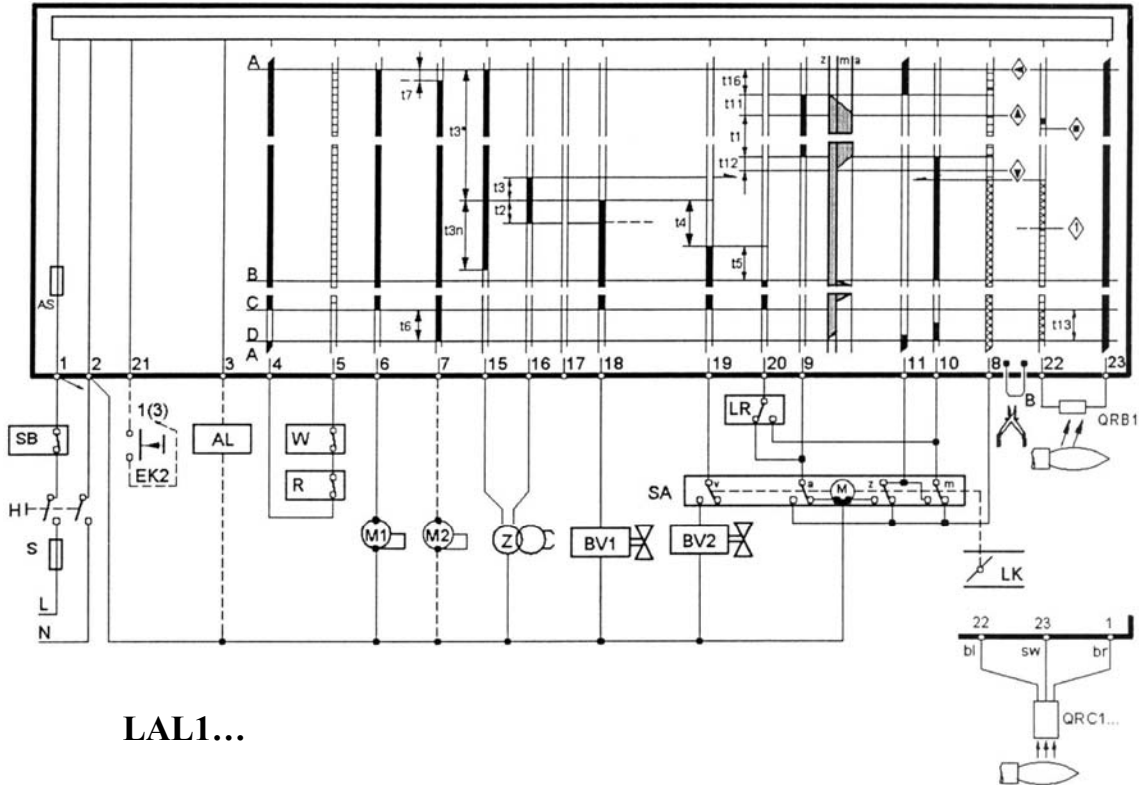 A
z m a
t7
t16
t11
t3*
t1
t12
t3
t2
t4
t3n
t5
AS
B
C
t6
t13
D
A
1
1 2 21 3 4 5 6 7 15 16 17 18 19 20 9 11 10 8 22 23
B
QRB1
LR
1(3)
SB
AL
W
EK2
R
SA
v a M z m
H
M1 M2 Z BV1 BV2
S
LK
L
N
22 23 1
bl sw br
QRC1...
LAL1...